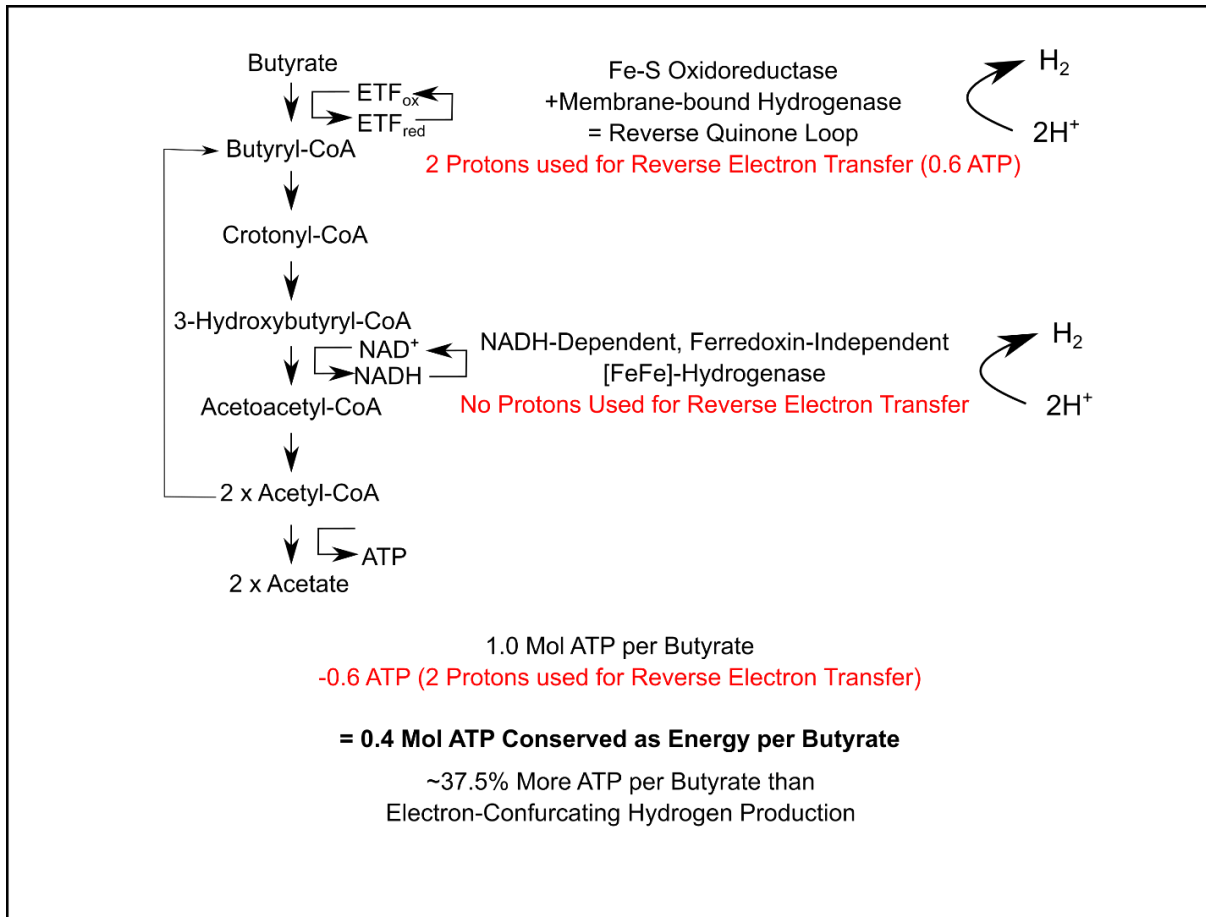 Butyrate
ETFox
ETFred
Butyryl-CoA
Fe-S Oxidoreductase
+Membrane-bound Hydrogenase
= Reverse Quinone Loop
2 Protons used for Reverse Electron Transfer (0.6 ATP)
H2
2H+
Crotonyl-CoA
3-Hydroxybutyryl-CoA
NAD+
NADH
Acetoacetyl-CoA
NADH-Dependent, Ferredoxin-Independent
[FeFe]-Hydrogenase
No Protons Used for Reverse Electron Transfer
H2
2H+
2 x Acetyl-CoA
ATP
2 x Acetate
1.0 Mol ATP per Butyrate
-0.6 ATP (2 Protons used for Reverse Electron Transfer)
= 0.4 Mol ATP Conserved as Energy per Butyrate
~37.5% More ATP per Butyrate than
Electron-Confurcating Hydrogen Production